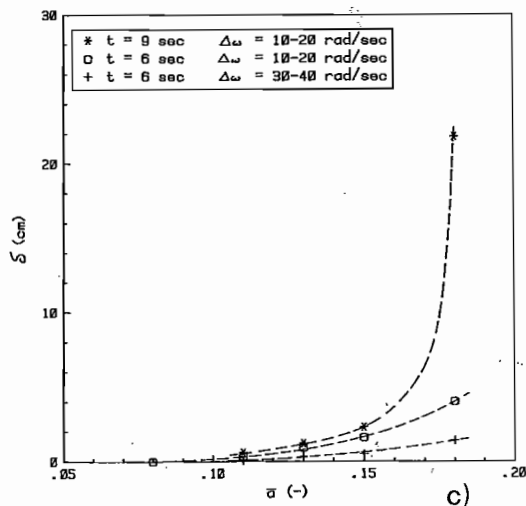 30
* t = 9 sec Δω = 10-20 rad/sec
□ t = 6 sec Δω = 10-20 rad/sec
+ t = 6 sec Δω = 30-40 rad/sec
20
δ (cm)
10
0
.05 .10 .15 .20
ā (-)
c)